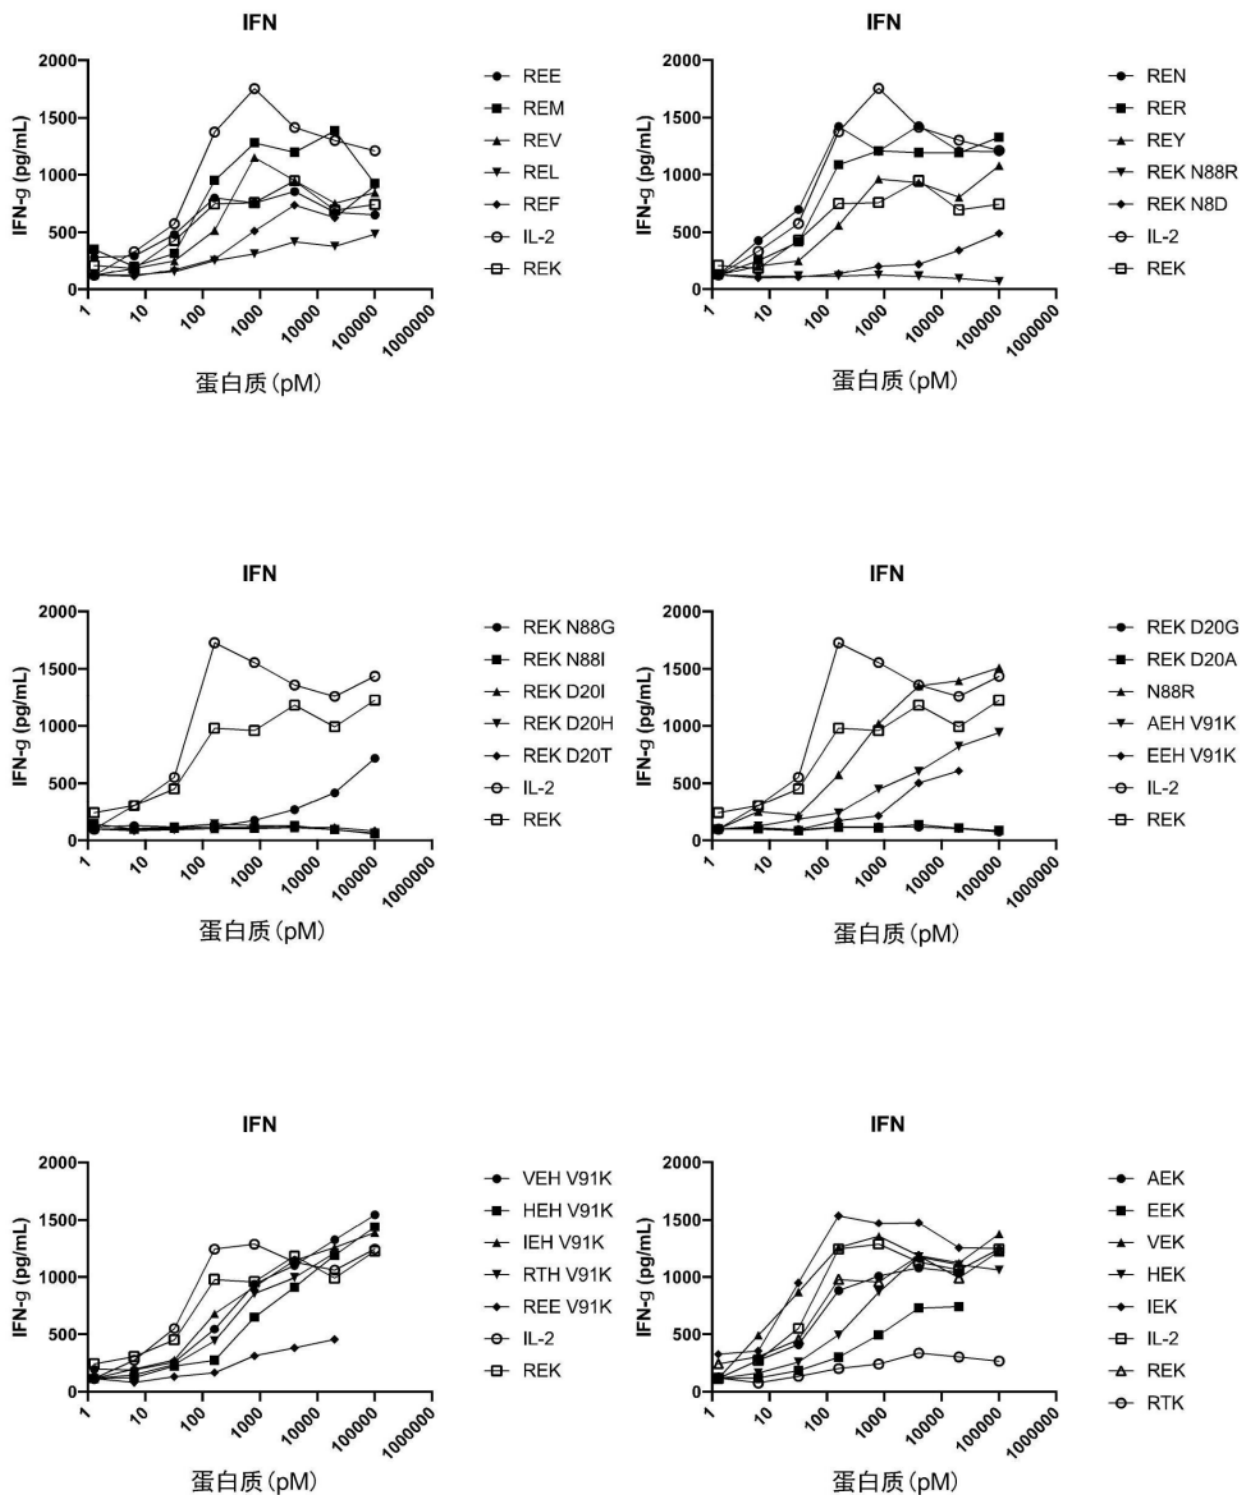 IFN
2000
1500
1000
500
0
IFN-g (pg/mL)
1
10
100
1000
10000
100000
1000000
蛋白质(pM)
REE
REM
REV
REL
REF
IL-2
REK
IFN
2000
1500
1000
500
0
IFN-g (pg/mL)
1
10
100
1000
10000
100000
1000000
蛋白质(pM)
REN
RER
REY
REK N88R
REK N8D
IL-2
REK
IFN
2000
1500
1000
500
0
IFN-g (pg/mL)
1
10
100
1000
10000
100000
1000000
蛋白质(pM)
REK N88G
REK N88I
REK D20I
REK D20H
REK D20T
IL-2
REK
IFN
2000
1500
1000
500
0
IFN-g (pg/mL)
1
10
100
1000
10000
100000
1000000
蛋白质(pM)
REK D20G
REK D20A
N88R
AEH V91K
EEH V91K
IL-2
REK
IFN
2000
1500
1000
500
0
IFN-g (pg/mL)
1
10
100
1000
10000
100000
1000000
蛋白质(pM)
VEH V91K
HEH V91K
IEH V91K
RTH V91K
REE V91K
IL-2
REK
IFN
2000
1500
1000
500
0
IFN-g (pg/mL)
1
10
100
1000
10000
100000
1000000
蛋白质(pM)
AEK
EEK
VEK
HEK
IEK
IL-2
REK
RTK